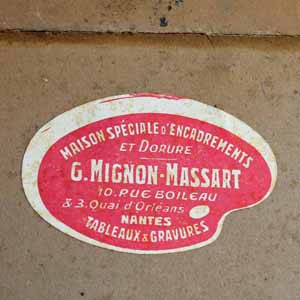 MAISON SPÉCIALE D'ENCADREMENTS
ET DORURE
G. MIGNON-MASSART
10. RUE BOILEAU
& 3. Quai d'Orléans
NANTES
TABLEAUX & GRAVURES